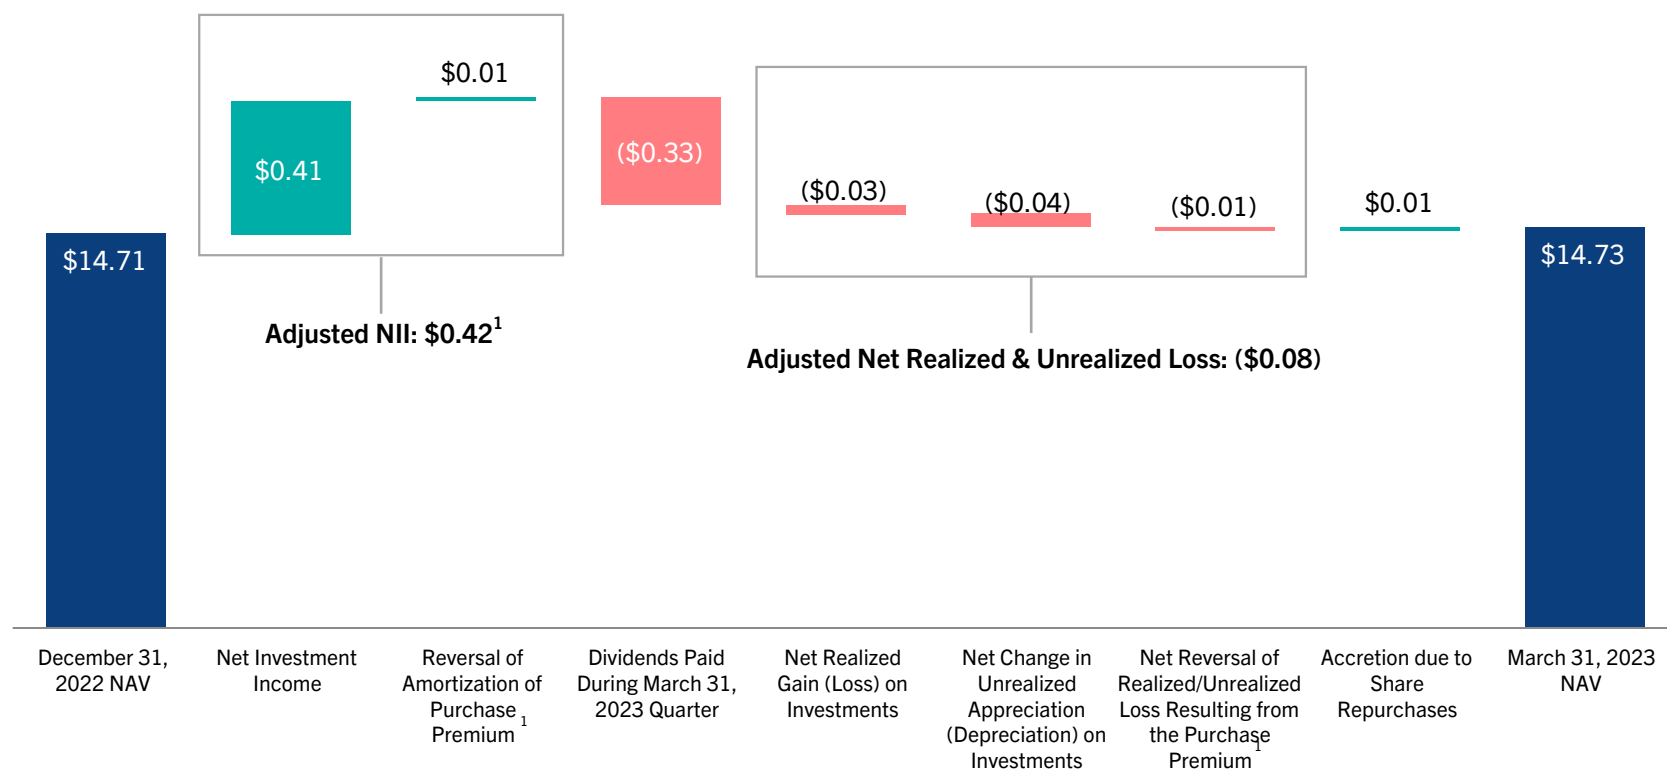 $0.01
$0.41
($0.33)
($0.03)
($0.04)
($0.01)
$0.01
$14.71
$14.73
Adjusted NII: $0.42¹
Adjusted Net Realized & Unrealized Loss: ($0.08)
December 31,
2022 NAV
Net Investment
Income
Reversal of
Amortization of
Purchase
Premium¹
Dividends Paid
During March 31,
2023 Quarter
Net Realized
Gain (Loss) on
Investments
Net Change in
Unrealized
Appreciation
(Depreciation) on
Investments
Net Reversal of
Realized/Unrealized
Loss Resulting from
the Purchase
Premium¹
Accretion due to
Share
Repurchases
March 31, 2023
NAV